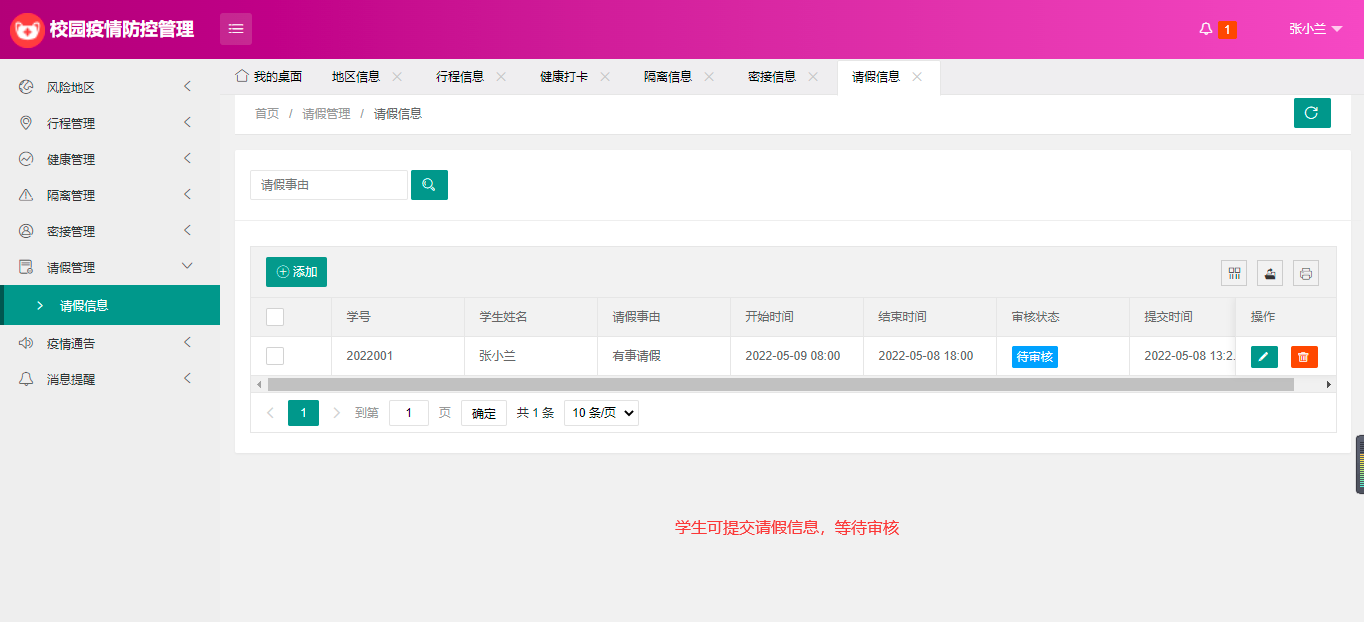 校园疫情防控管理
1
张小兰
风险地区
行程管理
健康管理
隔离管理
密接管理
请假管理
请假信息
疫情通告
消息提醒
我的桌面 地区信息 行程信息 健康打卡 隔离信息 密接信息 请假信息
首页 / 请假管理 / 请假信息
请假事由
添加
学号 学生姓名 请假事由 开始时间 结束时间 审核状态 提交时间 操作
2022001 张小兰 有事请假 2022-05-09 08:00 2022-05-08 18:00 待审核 2022-05-08 13:2..
1 到第 1 页 确定 共 1 条 10 条/页
学生可提交请假信息，等待审核